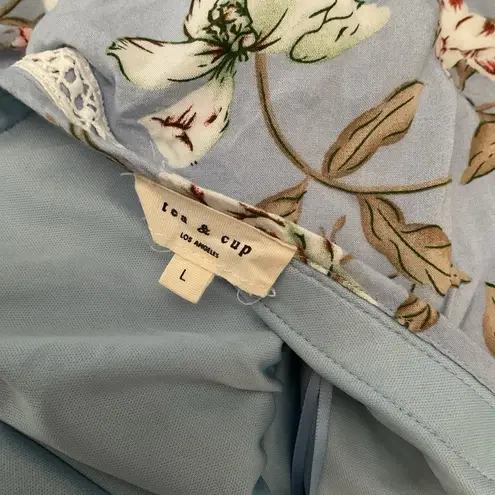 tea & cup
LOS ANGELES
L